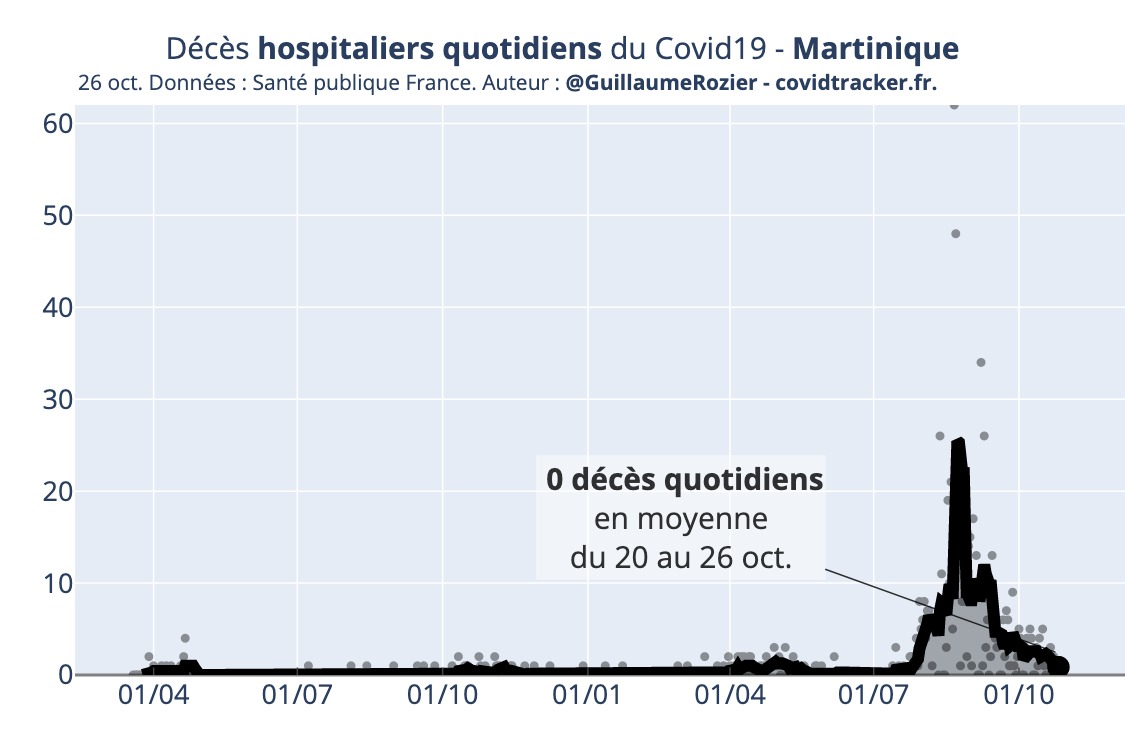 Décès hospitaliers quotidiens du Covid19 - Martinique
26 oct. Données : Santé publique France. Auteur : @GuillaumeRozier - covidtracker.fr.
60
50
40
30
20
10
0
0 décès quotidiens
en moyenne
du 20 au 26 oct.
01/04 01/07 01/10 01/01 01/04 01/07 01/10